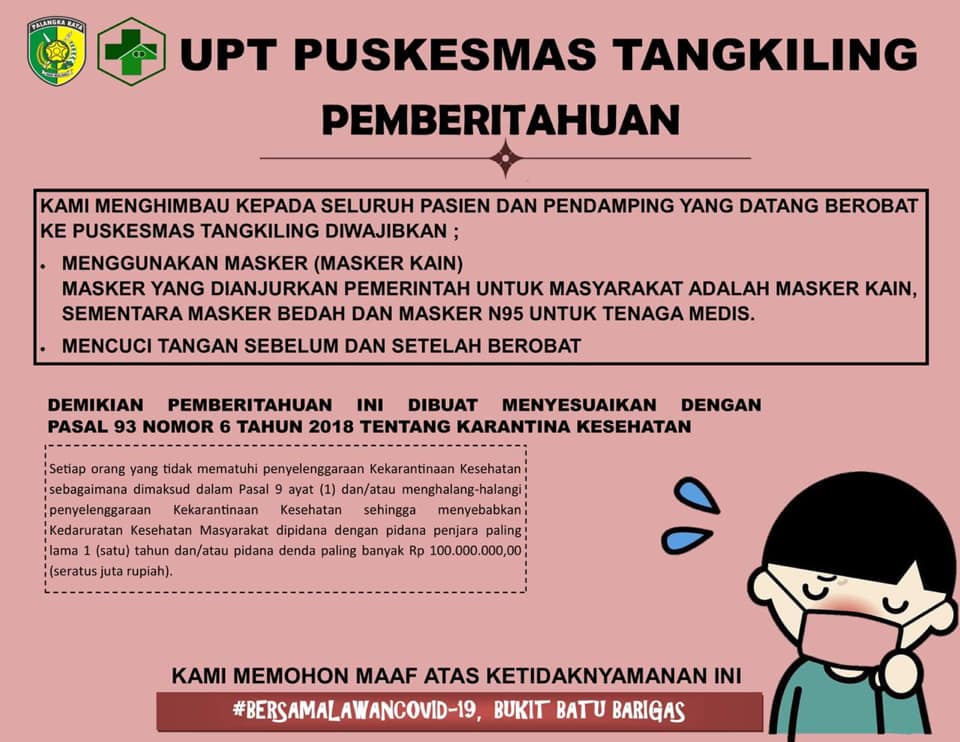 PALANGKA RAYA
UPT PUSKESMAS TANGKILING
PEMBERITAHUAN
KAMI MENGHIMBAU KEPADA SELURUH PASIEN DAN PENDAMPING YANG DATANG BEROBAT
KE PUSKESMAS TANGKILING DIWAJIBKAN ;
• MENGGUNAKAN MASKER (MASKER KAIN)
MASKER YANG DIANJURKAN PEMERINTAH UNTUK MASYARAKAT ADALAH MASKER KAIN,
SEMENTARA MASKER BEDAH DAN MASKER N95 UNTUK TENAGA MEDIS.
• MENCUCI TANGAN SEBELUM DAN SETELAH BEROBAT
DEMIKIAN PEMBERITAHUAN INI DIBUAT MENYESUAIKAN DENGAN
PASAL 93 NOMOR 6 TAHUN 2018 TENTANG KARANTINA KESEHATAN
Setiap orang yang tidak mematuhi penyelenggaraan Kekarantinaan Kesehatan
sebagaimana dimaksud dalam Pasal 9 ayat (1) dan/atau menghalang-halangi
penyelenggaraan Kekarantinaan Kesehatan sehingga menyebabkan
Kedaruratan Kesehatan Masyarakat dipidana dengan pidana penjara paling
lama 1 (satu) tahun dan/atau pidana denda paling banyak Rp 100.000.000,00
(seratus juta rupiah).
KAMI MEMOHON MAAF ATAS KETIDAKNYAMANAN INI
#BERSAMALAWANCOVID-19, BUKIT BATU BARIGAS